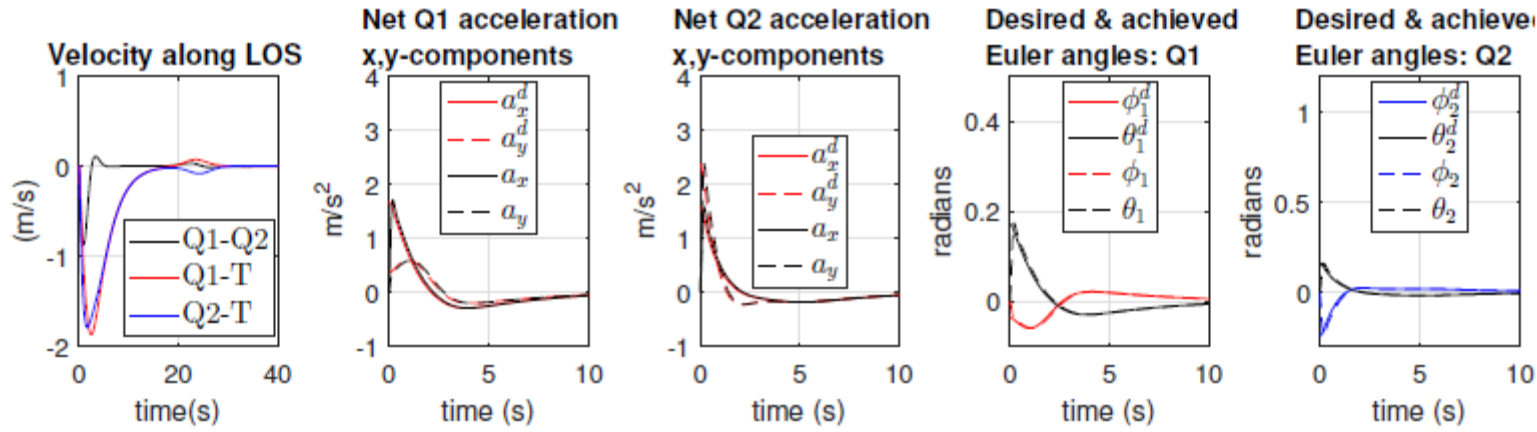 Velocity along LOS
1
0
-1
-2
(m/s)
Q1-Q2
Q1-T
Q2-T
0 20 40
time(s)
Net Q1 acceleration
x,y-components
4
3
2
1
0
-1
m/s²
a_x^d
a_y^d
a_x
a_y
0 5 10
time (s)
Net Q2 acceleration
x,y-components
4
3
2
1
0
-1
m/s²
a_x^d
a_y^d
a_x
a_y
0 5 10
time (s)
Desired & achieved
Euler angles: Q1
0.4
0.2
0
radians
ϕ_1^d
θ_1^d
ϕ_1
θ_1
0 5 10
time (s)
Desired & achieve
Euler angles: Q2
1
0.5
0
radians
ϕ_2^d
θ_2^d
ϕ_2
θ_2
0 5 10
time (s)